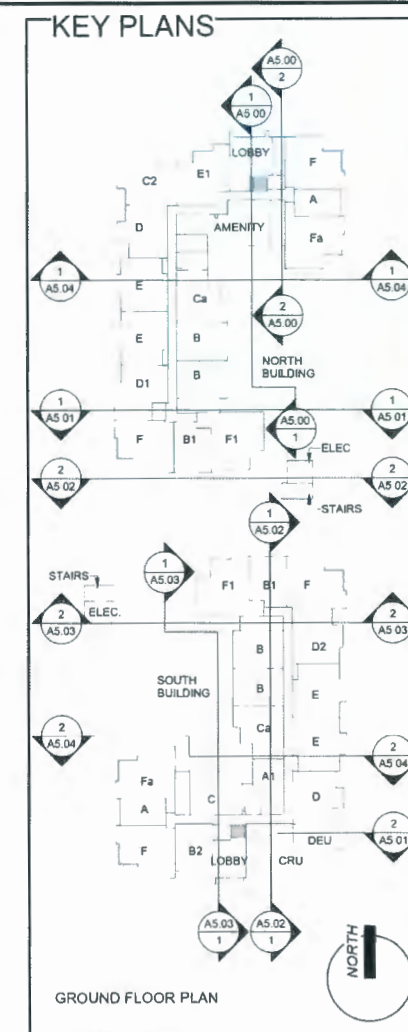 KEY PLANS
A5.00
2
1
A5 00
LOBBY
E1
F
C2
A
D
AMENITY
Fa
1
A5.04
1
A5.04
E
Ca
2
A5.00
E
B
NORTH
BUILDING
B
D1
1
A5 01
A5.00
1
1
A5 01
F
B1
F1
ELEC
2
A5 02
2
A5 02
STAIRS
1
A5.02
1
A5.03
STAIRS
F1
B1
F
ELEC.
2
A5.03
2
A5 03
B
D2
SOUTH
BUILDING
B
E
Ca
2
A5.04
E
2
A5 04
Fa
A1
C
D
A
2
A5 01
F
B2
LOBBY
CRU
DEU
A5.03
1
A5.02
1
NORTH
GROUND FLOOR PLAN